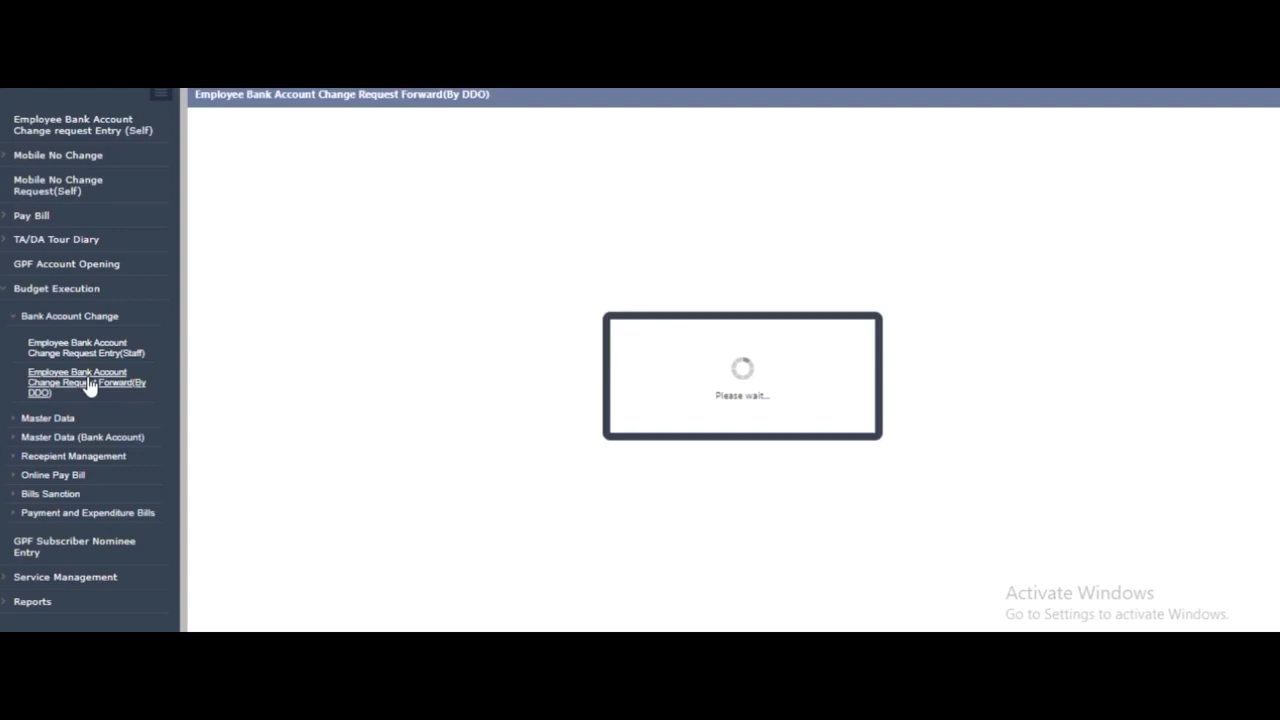 Employee Bank Account Change Request Forward(By DDO)
Employee Bank Account
Change request Entry (Self)
Mobile No Change
Mobile No Change
Request(Self)
Pay Bill
TA/DA Tour Diary
GPF Account Opening
Budget Execution
Bank Account Change
Employee Bank Account
Change Request Entry(Staff)
Employee Bank Account
Change Request Forward(By
DDO)
Master Data
Master Data (Bank Account)
Recepient Management
Online Pay Bill
Bills Sanction
Payment and Expenditure Bills
GPF Subscriber Nominee
Entry
Service Management
Reports
Please wait...
Activate Windows
Go to Settings to activate Windows.